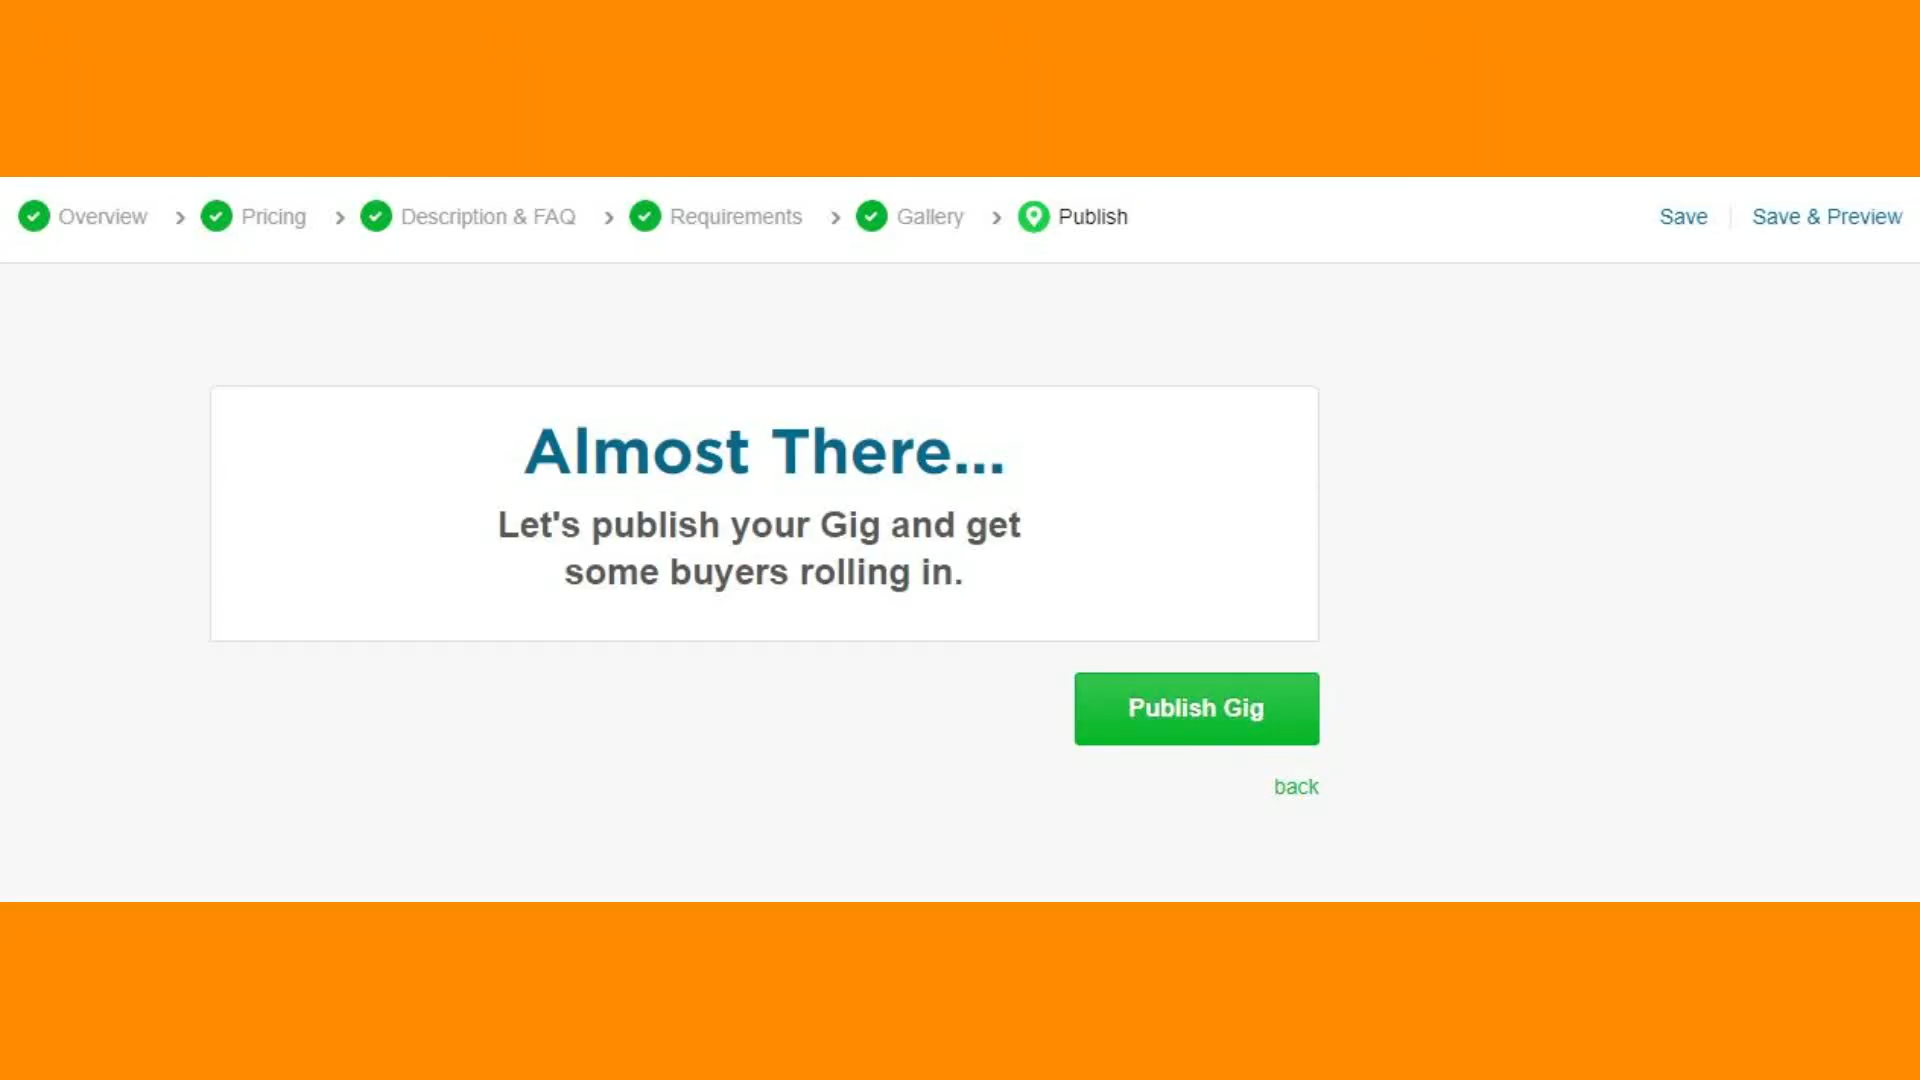 Overview > Pricing > Description & FAQ > Requirements > Gallery > Publish Save | Save & Preview
Almost There...
Let's publish your Gig and get
some buyers rolling in.
Publish Gig
back